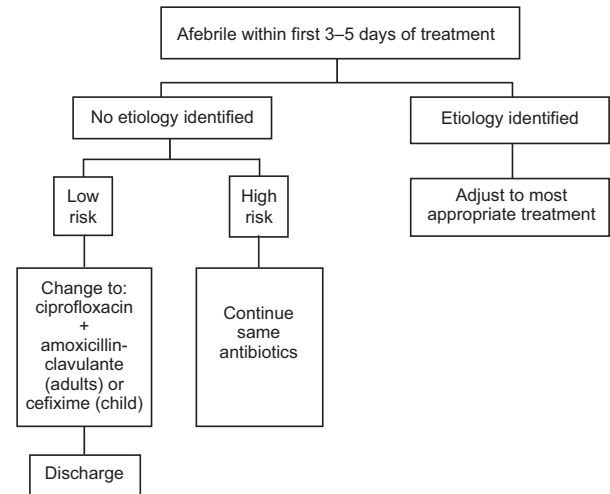 Afebrile within first 3–5 days of treatment
No etiology identified
Etiology identified
Low
risk
High
risk
Adjust to most
appropriate treatment
Change to:
ciprofloxacin
+
amoxicillin-
clavulante
(adults) or
cefixime (child)
Continue
same
antibiotics
Discharge